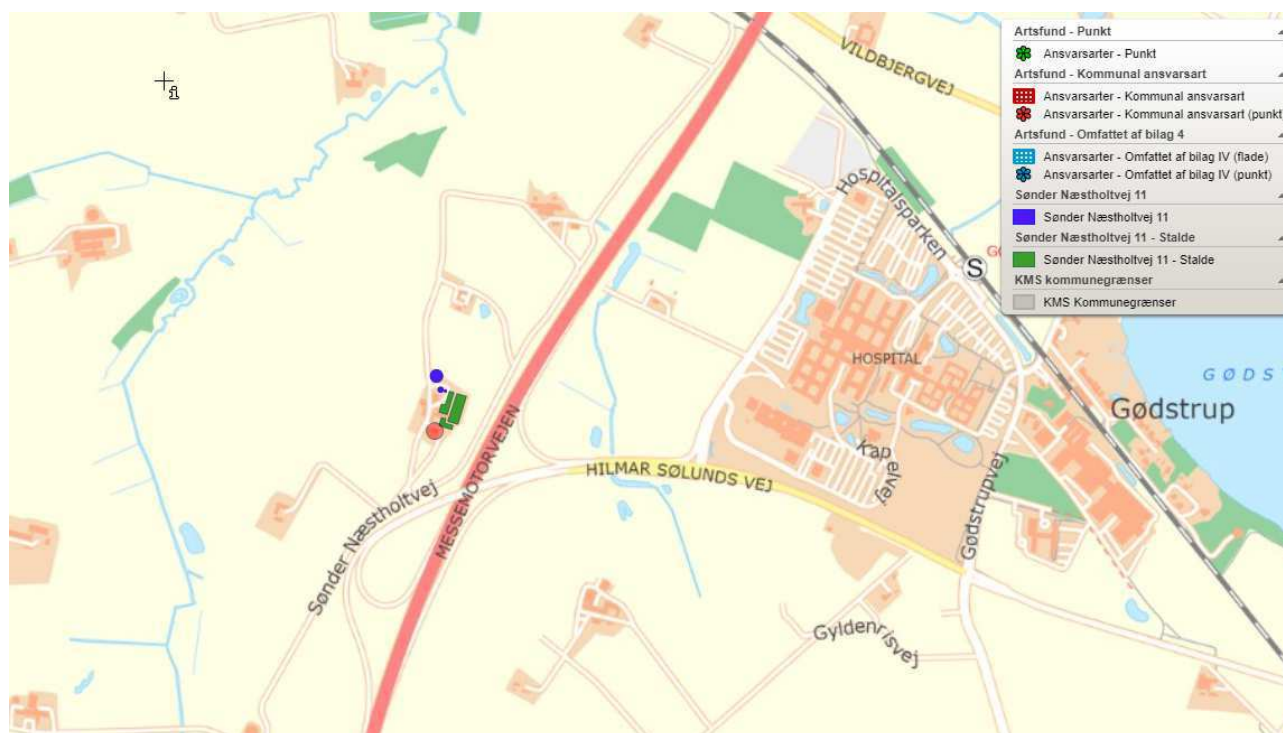 Artsfund - Punkt
Ansvarsarter - Punkt
Artsfund - Kommunal ansvarsart
Ansvarsarter - Kommunal ansvarsart
Ansvarsarter - Kommunal ansvarsart (punkt
Artsfund - Omfattet af bilag 4
Ansvarsarter - Omfattet af bilag IV (flade)
Ansvarsarter - Omfattet af bilag IV (punkt)
Sønder Næstholtvej 11
Sønder Næstholtvej 11
Sønder Næstholtvej 11 - Stalde
Sønder Næstholtvej 11 - Stalde
KMS kommunegrænser
KMS Kommunegrænser
VILDBJERGVEJ
Hospitalsparken
S
HOSPITAL
GØDS
Gødstrup
Kapelvej
MESSEMOTORVEJEN
HILMAR SØLUNDS VEJ
Sønder Næstholtvej
Gødstrupvej
Gyldenrisvej